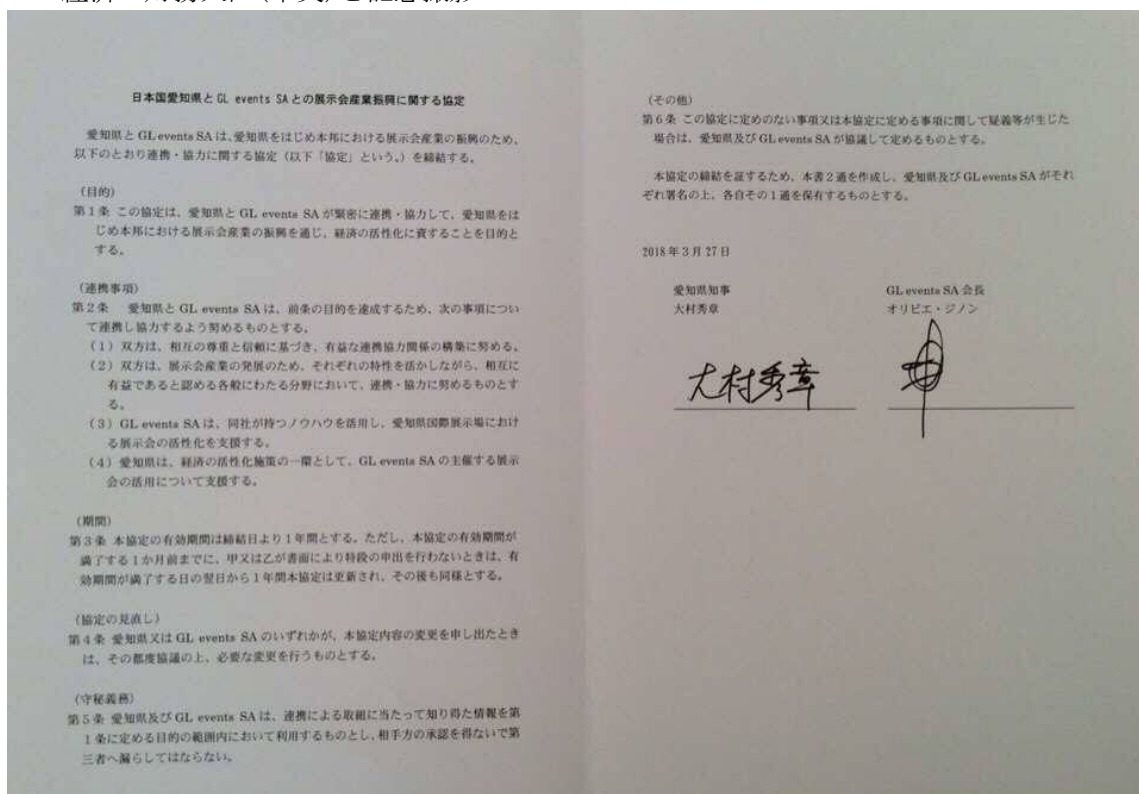 日本国愛知県とGL events SAとの展示会産業振興に関する協定
愛知県とGL events SAは、愛知県をはじめ本邦における展示会産業の振興のため、
以下のとおり連携・協力に関する協定（以下「協定」という。）を締結する。
（目的）
第1条 この協定は、愛知県とGL events SAが緊密に連携・協力して、愛知県をは
じめ本邦における展示会産業の振興を通じ、経済の活性化に資することを目的と
する。
（連携事項）
第2条 愛知県とGL events SAは、前条の目的を達成するため、次の事項につい
て連携し協力するよう努めるものとする。
（1）双方は、相互の尊重と信頼に基づき、有益な連携協力関係の構築に努める。
（2）双方は、展示会産業の発展のため、それぞれの特性を活かしながら、相互に
有益であると認める各般にわたる分野において、連携・協力に努めるものとす
る。
（3）GL events SAは、同社が持つノウハウを活用し、愛知県国際展示場におけ
る展示会の活性化を支援する。
（4）愛知県は、経済の活性化施策の一環として、GL events SAの主催する展示
会の活用について支援する。
（期間）
第3条 本協定の有効期間は締結日より1年間とする。ただし、本協定の有効期間が
満了する1か月前までに、甲又は乙が書面により特段の申出を行わないときは、有
効期間が満了する日の翌日から1年間本協定は更新され、その後も同様とする。
（協定の見直し）
第4条 愛知県又はGL events SAのいずれかが、本協定内容の変更を申し出たとき
は、その都度協議の上、必要な変更を行うものとする。
（守秘義務）
第5条 愛知県及びGL events SAは、連携による取組に当たって知り得た情報を第
1条に定める目的の範囲内において利用するものとし、相手方の承認を得ないで第
三者へ漏らしてはならない。
（その他）
第6条 この協定に定めのない事項又は本協定に定める事項に関して疑義等が生じた
場合は、愛知県及びGL events SAが協議して定めるものとする。
本協定の締結を証するため、本書2通を作成し、愛知県及びGL events SAがそれ
ぞれ署名の上、各自その1通を保有するものとする。
2018年3月27日
愛知県知事
大村秀章
GL events SA会長
オリビエ・ジノン
大村秀章